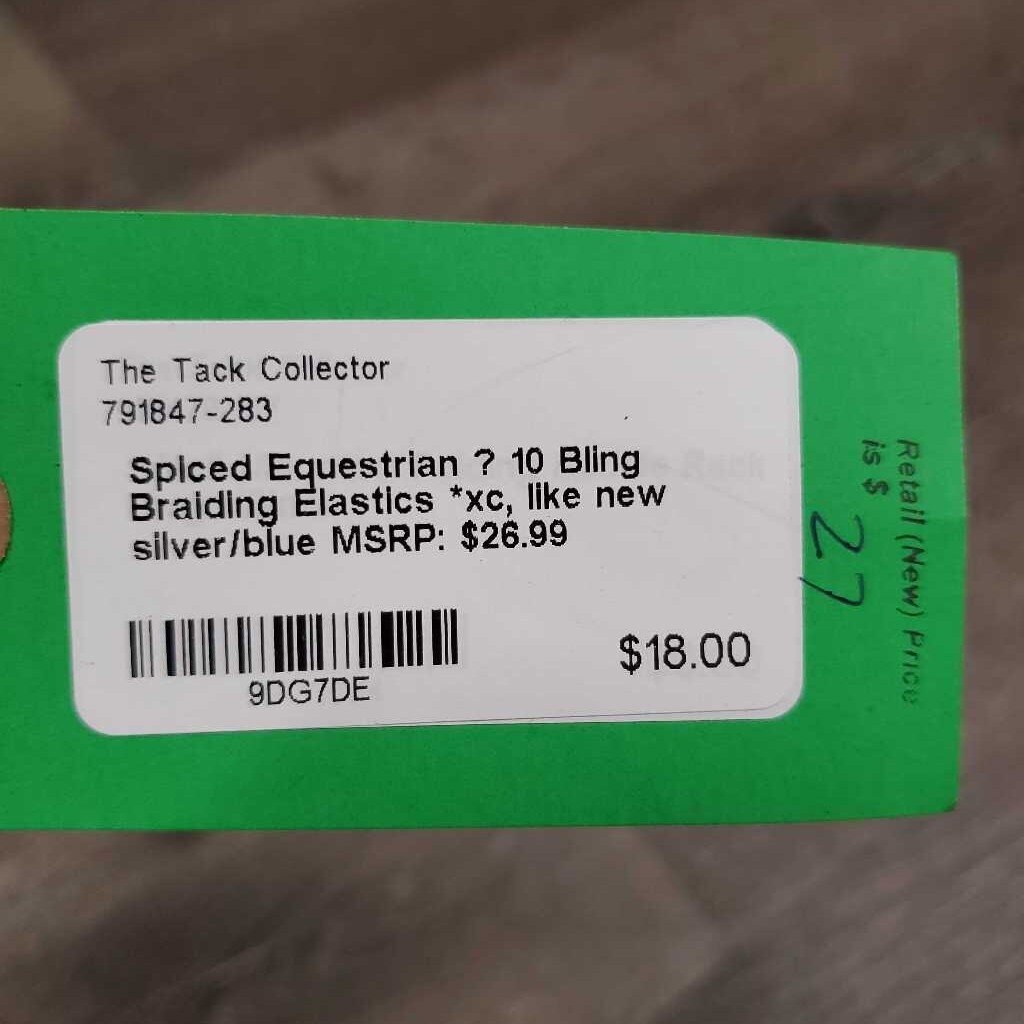 The Tack Collector
791847-283
Spiced Equestrian ? 10 Bling
Braiding Elastics *xc, like new
silver/blue MSRP: $26.99
9DG7DE
$18.00
Retail (New) Price
is $ 27